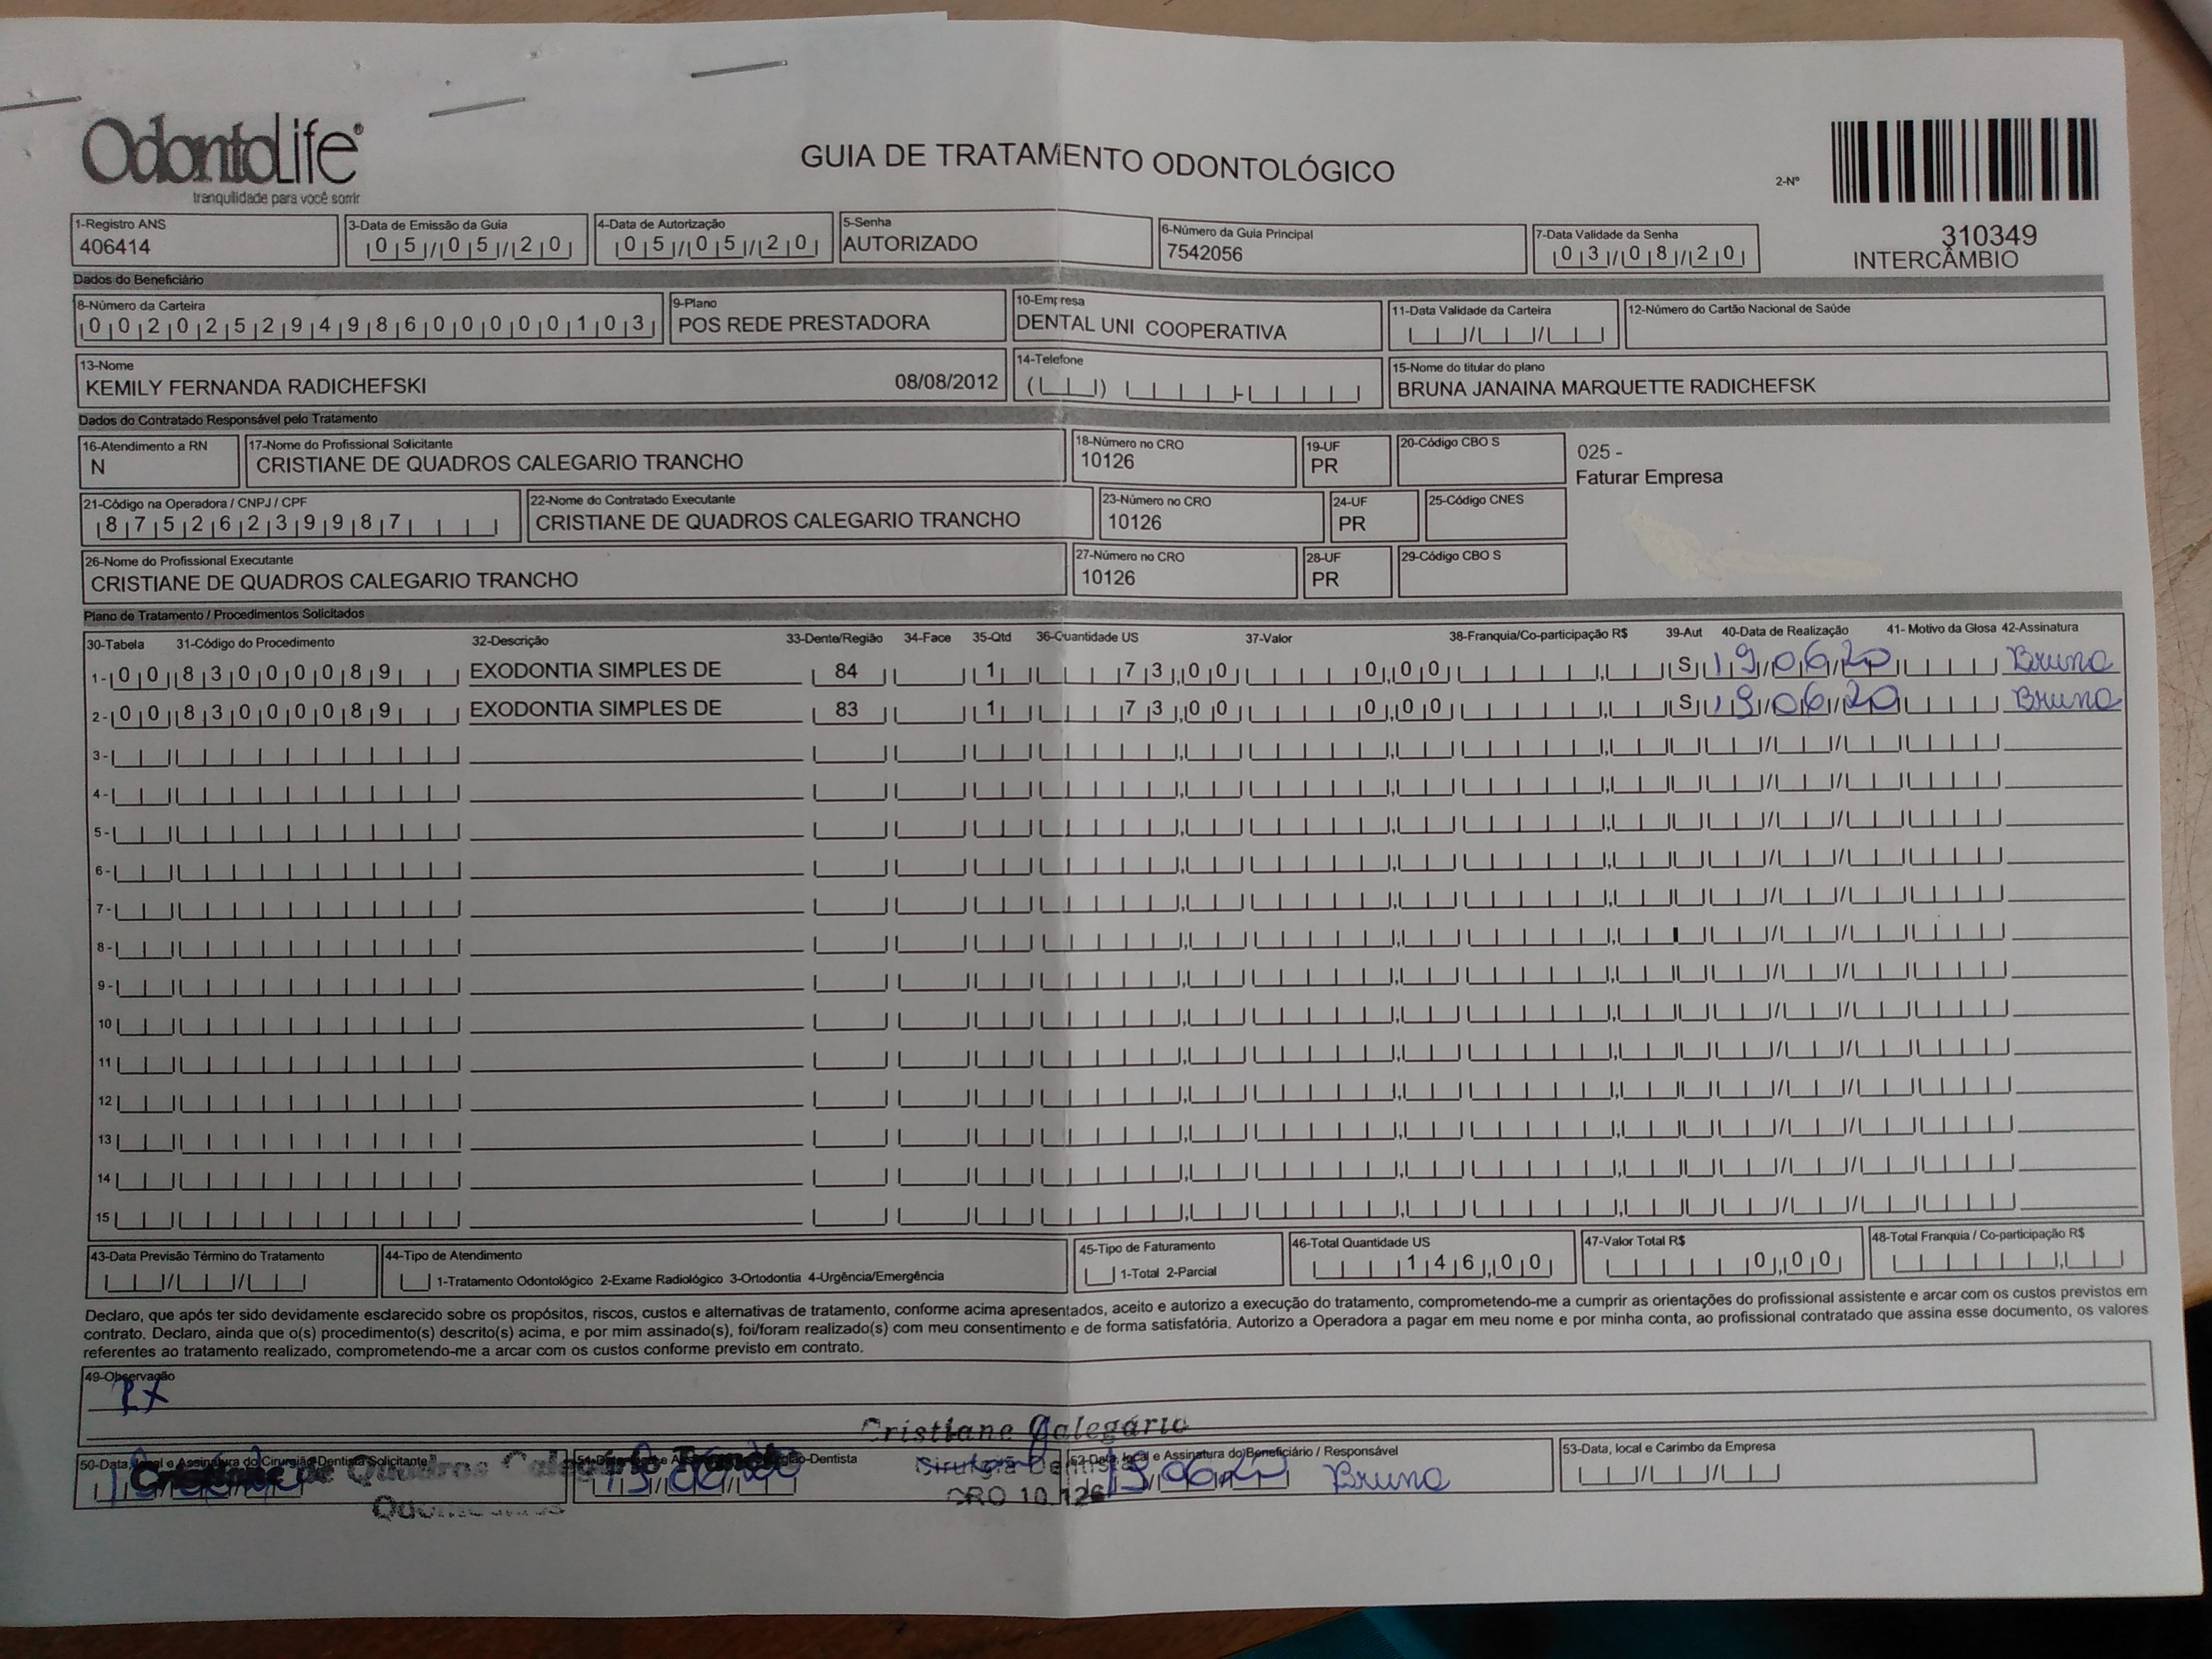 OdontoLife®
tranquilidade para você sorrir
GUIA DE TRATAMENTO ODONTOLÓGICO
2-Nº
310349
INTERCÂMBIO
1-Registro ANS
406414
3-Data de Emissão da Guia
05/05/20
4-Data de Autorização
05/05/20
5-Senha
AUTORIZADO
6-Número da Guia Principal
7542056
7-Data Validade da Senha
03/08/20
Dados do Beneficiário
8-Número da Carteira
00202529498600000103
9-Plano
POS REDE PRESTADORA
10-Empresa
DENTAL UNI COOPERATIVA
11-Data Validade da Carteira
12-Número do Cartão Nacional de Saúde
13-Nome
KEMILY FERNANDA RADICHEFSKI 08/08/2012
14-Telefone
15-Nome do titular do plano
BRUNA JANAINA MARQUETTE RADICHEFSK
Dados do Contratado Responsável pelo Tratamento
16-Atendimento a RN
N
17-Nome do Profissional Solicitante
CRISTIANE DE QUADROS CALEGARIO TRANCHO
18-Número no CRO
10126
19-UF
PR
20-Código CBO S
025 -
Faturar Empresa
21-Código na Operadora / CNPJ / CPF
87526239987
22-Nome do Contratado Executante
CRISTIANE DE QUADROS CALEGARIO TRANCHO
23-Número no CRO
10126
24-UF
PR
25-Código CNES
26-Nome do Profissional Executante
CRISTIANE DE QUADROS CALEGARIO TRANCHO
27-Número no CRO
10126
28-UF
PR
29-Código CBO S
Plano de Tratamento / Procedimentos Solicitados
30-Tabela 31-Código do Procedimento 32-Descrição 33-Dente/Região 34-Face 35-Qtd 36-Quantidade US 37-Valor 38-Franquia/Co-participação R$ 39-Aut 40-Data de Realização 41- Motivo da Glosa 42-Assinatura
1- 00 83000089 EXODONTIA SIMPLES DE 84 1 73,00 0,00 S 19/06/20 Bruna
2- 00 83000089 EXODONTIA SIMPLES DE 83 1 73,00 0,00 S 19/06/20 Bruna
3-
4-
5-
6-
7-
8-
9-
10
11
12
13
14
15
43-Data Previsão Término do Tratamento
44-Tipo de Atendimento
1-Tratamento Odontológico 2-Exame Radiológico 3-Ortodontia 4-Urgência/Emergência
45-Tipo de Faturamento
1-Total 2-Parcial
46-Total Quantidade US
146,00
47-Valor Total R$
0,00
48-Total Franquia / Co-participação R$
Declaro, que após ter sido devidamente esclarecido sobre os propósitos, riscos, custos e alternativas de tratamento, conforme acima apresentados, aceito e autorizo a execução do tratamento, comprometendo-me a cumprir as orientações do profissional assistente e arcar com os custos previstos em
contrato. Declaro, ainda que o(s) procedimento(s) descrito(s) acima, e por mim assinado(s), foi/foram realizado(s) com meu consentimento e de forma satisfatória. Autorizo a Operadora a pagar em meu nome e por minha conta, ao profissional contratado que assina esse documento, os valores
referentes ao tratamento realizado, comprometendo-me a arcar com os custos conforme previsto em contrato.
49-Observação
RX
Cristiane Calegário
Cirurgiã Dentista
CRO 10.126
50-Data, local e Assinatura do Cirurgião-Dentista Solicitante
Cristiane de Quadros
19/06/20
52-Data, local e Assinatura do Beneficiário / Responsável
19/06/20 Bruna
53-Data, local e Carimbo da Empresa